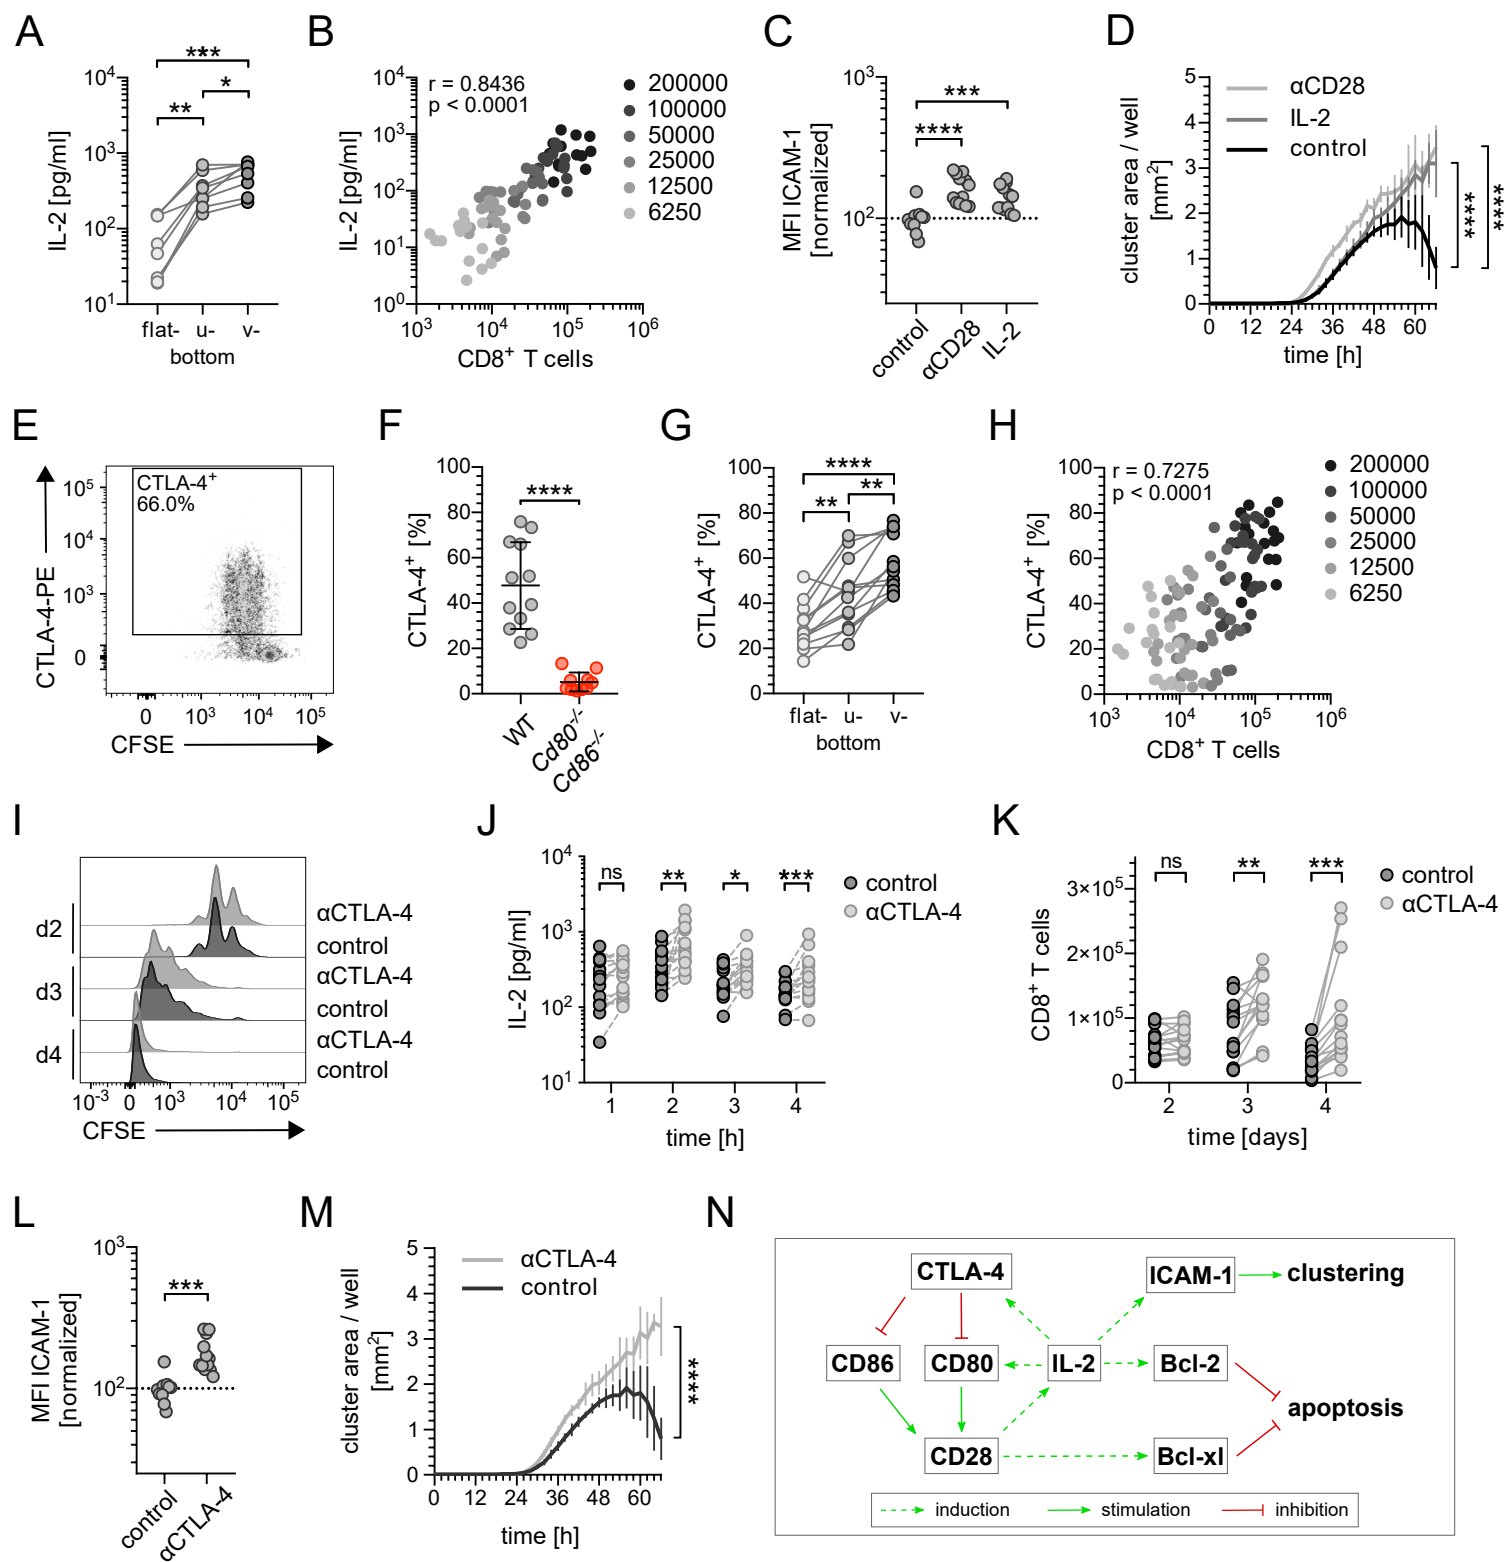 A
IL-2 [pg/ml]
10⁴
10³
10²
10¹
***
**
*
flat-
u-
v-
bottom
B
IL-2 [pg/ml]
10⁴
10³
10²
10¹
10⁰
r = 0.8436
p < 0.0001
10³
10⁴
10⁵
10⁶
CD8⁺ T cells
200000
100000
50000
25000
12500
6250
C
MFI ICAM-1
[normalized]
10³
10²
***
****
control
αCD28
IL-2
D
cluster area / well
[mm²]
5
4
3
2
1
0
αCD28
IL-2
control
****
****
0
12
24
36
48
60
time [h]
E
CTLA-4-PE
10⁵
10⁴
10³
0
CTLA-4⁺
66.0%
0
10³
10⁴
10⁵
CFSE
F
CTLA-4⁺ [%]
100
80
60
40
20
0
****
WT
Cd80⁻/⁻
Cd86⁻/⁻
G
CTLA-4⁺ [%]
100
80
60
40
20
0
****
**
**
flat-
u-
v-
bottom
H
CTLA-4⁺ [%]
100
80
60
40
20
0
r = 0.7275
p < 0.0001
10³
10⁴
10⁵
10⁶
CD8⁺ T cells
200000
100000
50000
25000
12500
6250
I
d2
d3
d4
αCTLA-4
control
αCTLA-4
control
αCTLA-4
control
10⁻³
0
10³
10⁴
10⁵
CFSE
J
IL-2 [pg/ml]
10⁴
10³
10²
10¹
ns
**
*
***
control
αCTLA-4
1
2
3
4
time [h]
K
CD8⁺ T cells
3×10⁵
2×10⁵
1×10⁵
0
ns
**
***
control
αCTLA-4
2
3
4
time [days]
L
MFI ICAM-1
[normalized]
10³
10²
***
control
αCTLA-4
M
cluster area / well
[mm²]
5
4
3
2
1
0
αCTLA-4
control
****
0
12
24
36
48
60
time [h]
N
CTLA-4
ICAM-1
clustering
CD86
CD80
IL-2
Bcl-2
apoptosis
CD28
Bcl-xl
induction
stimulation
inhibition